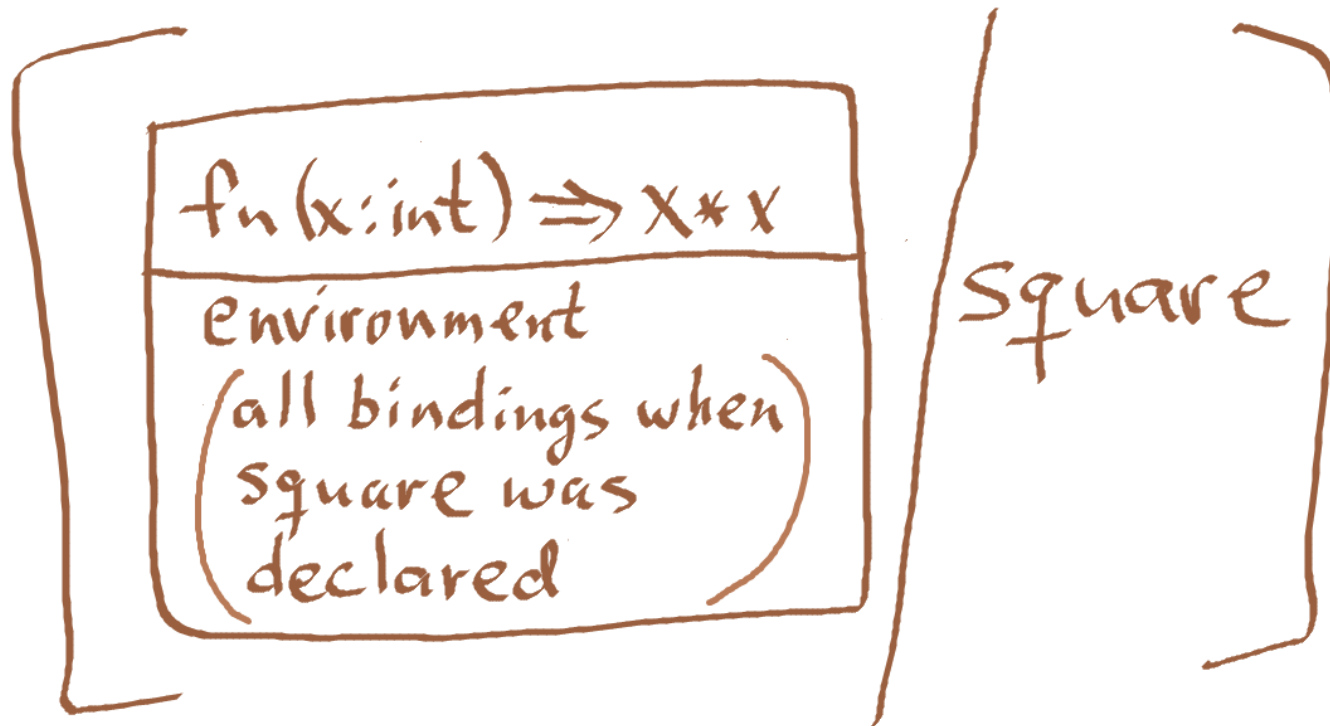 fn(x:int) ⇒ x*x
environment
(all bindings when
square was
declared)
/square